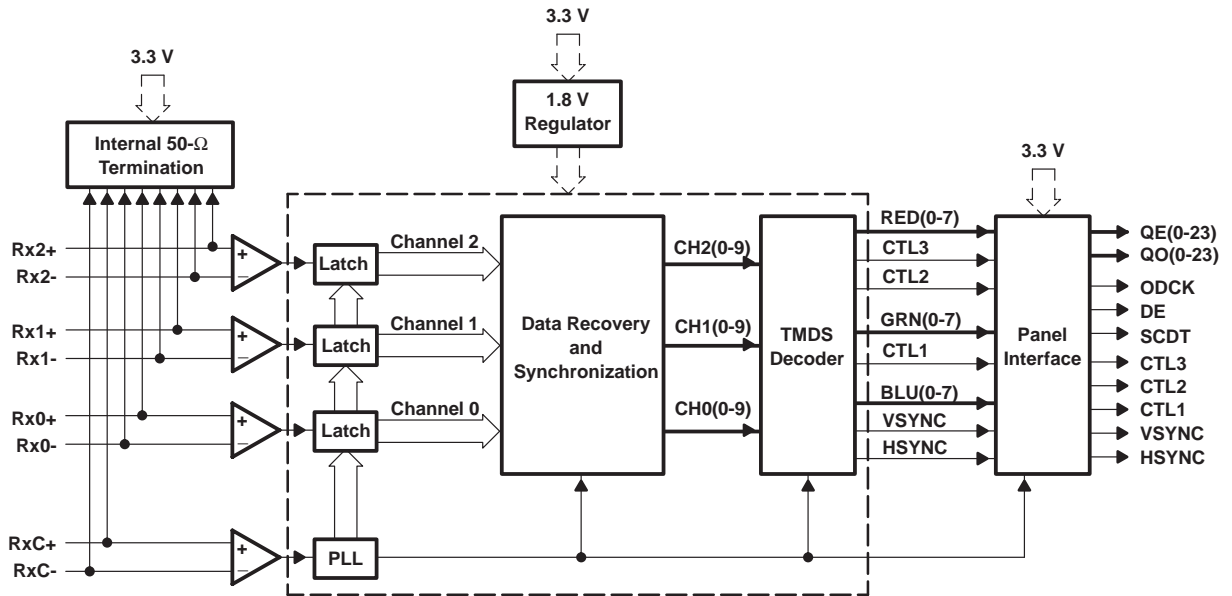 3.3 V
3.3 V
1.8 V
Regulator
Internal 50-Ω
Termination
3.3 V
Rx2+
Rx2-
Rx1+
Rx1-
Rx0+
Rx0-
RxC+
RxC-
+
−
+
−
+
−
+
−
Latch
Latch
Latch
PLL
Channel 2
Channel 1
Channel 0
Data Recovery
and
Synchronization
CH2(0-9)
CH1(0-9)
CH0(0-9)
TMDS
Decoder
RED(0-7)
CTL3
CTL2
GRN(0-7)
CTL1
BLU(0-7)
VSYNC
HSYNC
Panel
Interface
QE(0-23)
QO(0-23)
ODCK
DE
SCDT
CTL3
CTL2
CTL1
VSYNC
HSYNC